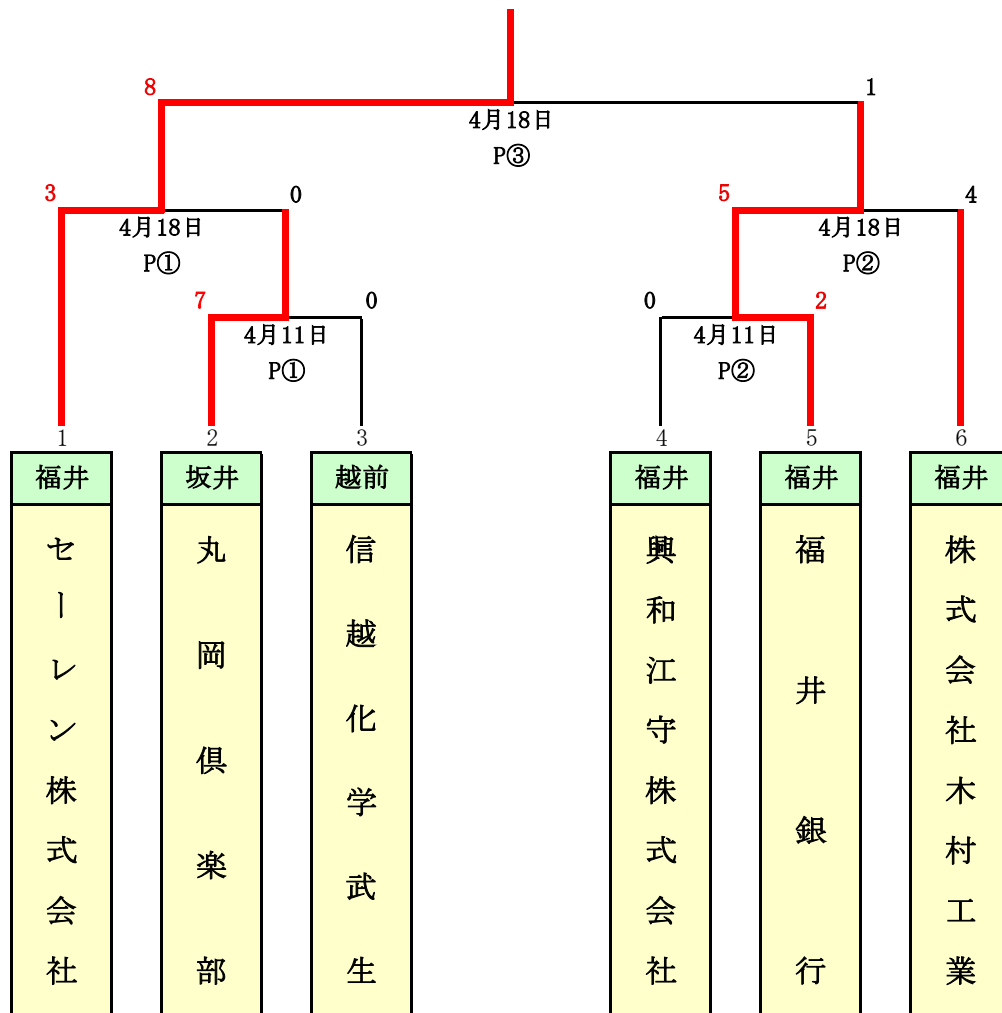 8
1
4月18日
P③
3
0
5
4
4月18日
P①
4月18日
P②
7
0
0
2
4月11日
P①
4月11日
P②
1
2
3
4
5
6
福井
坂井
越前
福井
福井
福井
セーレン株式会社
丸岡倶楽部
信越化学武生
興和江守株式会社
福井銀行
株式会社木村工業